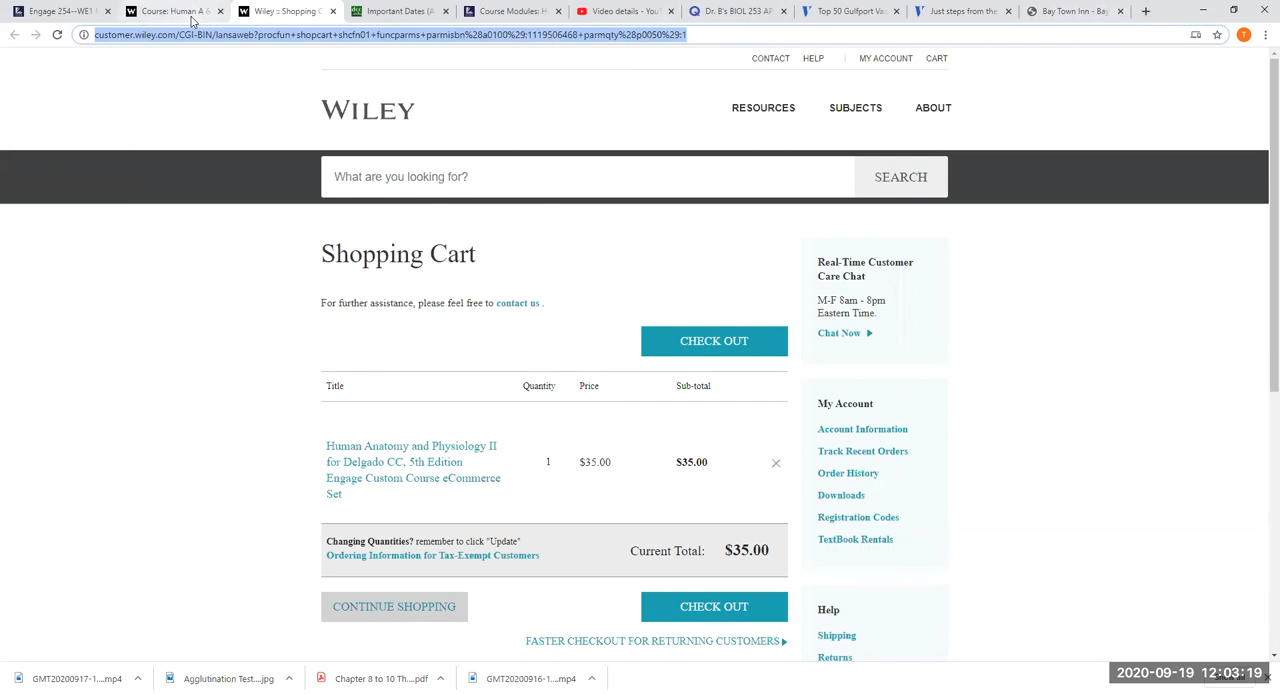 Engage 254--WE1
Course: Human A &
Wiley :: Shopping C
Important Dates (A
Course Modules: H
Video details - YouT
Dr. B's BIOL 253 AP
Top 50 Gulfport Vac
Just steps from the
Bay Town Inn - Bay
customer.wiley.com/CGI-BIN/lansaweb?procfun+shopcart+shcfn01+funcparms+parmisbn%28a0100%29:1119506468+parmqty%28p0050%29:1
T
CONTACT HELP MY ACCOUNT CART
WILEY
RESOURCES SUBJECTS ABOUT
What are you looking for?
SEARCH
Shopping Cart
For further assistance, please feel free to contact us .
CHECK OUT
Title Quantity Price Sub-total
Human Anatomy and Physiology II
for Delgado CC, 5th Edition
Engage Custom Course eCommerce
Set
1 $35.00 $35.00
Changing Quantities? remember to click "Update"
Ordering Information for Tax-Exempt Customers
Current Total: $35.00
CONTINUE SHOPPING
CHECK OUT
FASTER CHECKOUT FOR RETURNING CUSTOMERS
Real-Time Customer
Care Chat
M-F 8am - 8pm
Eastern Time.
Chat Now
My Account
Account Information
Track Recent Orders
Order History
Downloads
Registration Codes
TextBook Rentals
Help
Shipping
Returns
GMT20200917-1....mp4
Agglutination Test....jpg
Chapter 8 to 10 Th....pdf
GMT20200916-1....mp4
2020-09-19 12:03:19